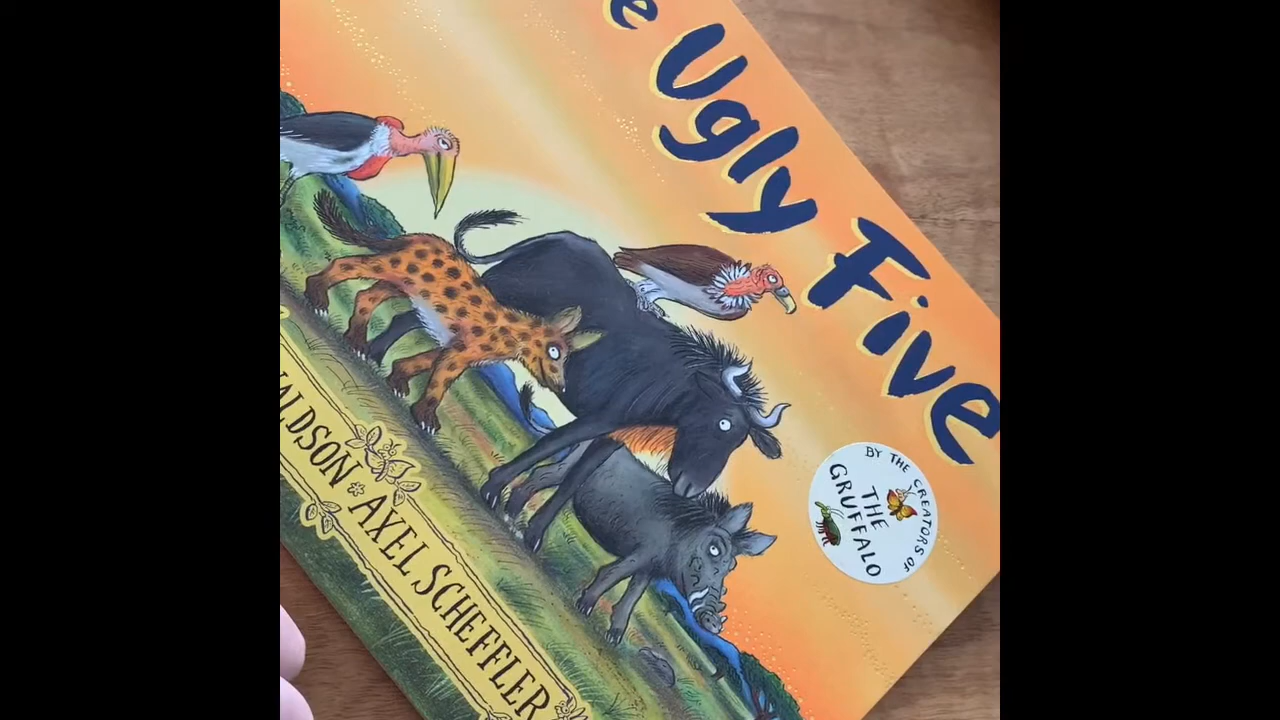 e Ugly Five
BY THE CREATORS OF
THE
GRUFFALO
ALDSON * AXEL SCHEFFLER